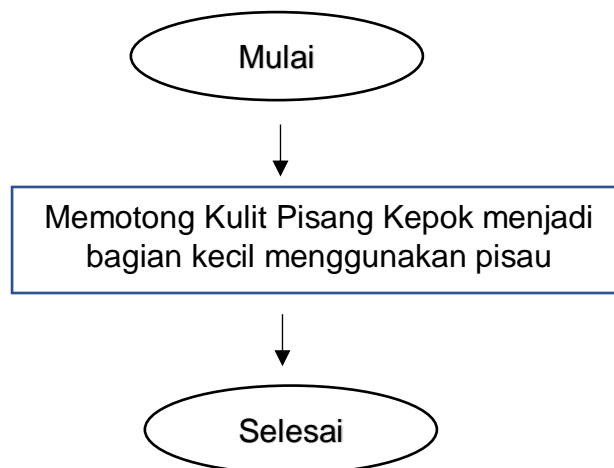 Mulai
Memotong Kulit Pisang Kepok menjadi
bagian kecil menggunakan pisau
Selesai